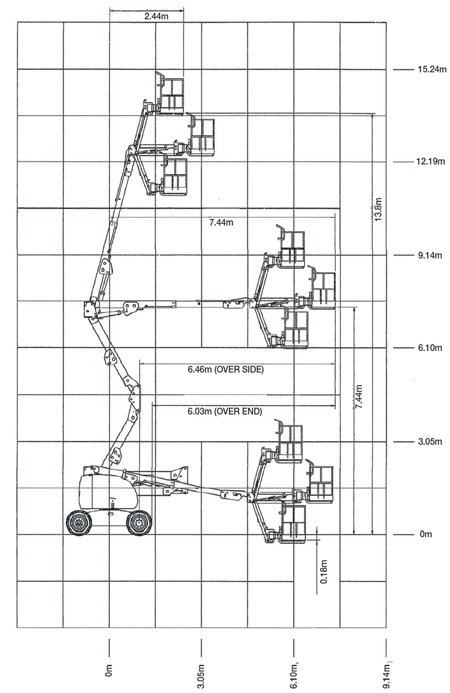 2.44m
15.24m
12.19m
13.8m
7.44m
9.14m
6.10m
6.46m (OVER SIDE)
7.44m
6.03m (OVER END)
3.05m
0m
0.18m
0m
3.05m
6.10m
9.14m